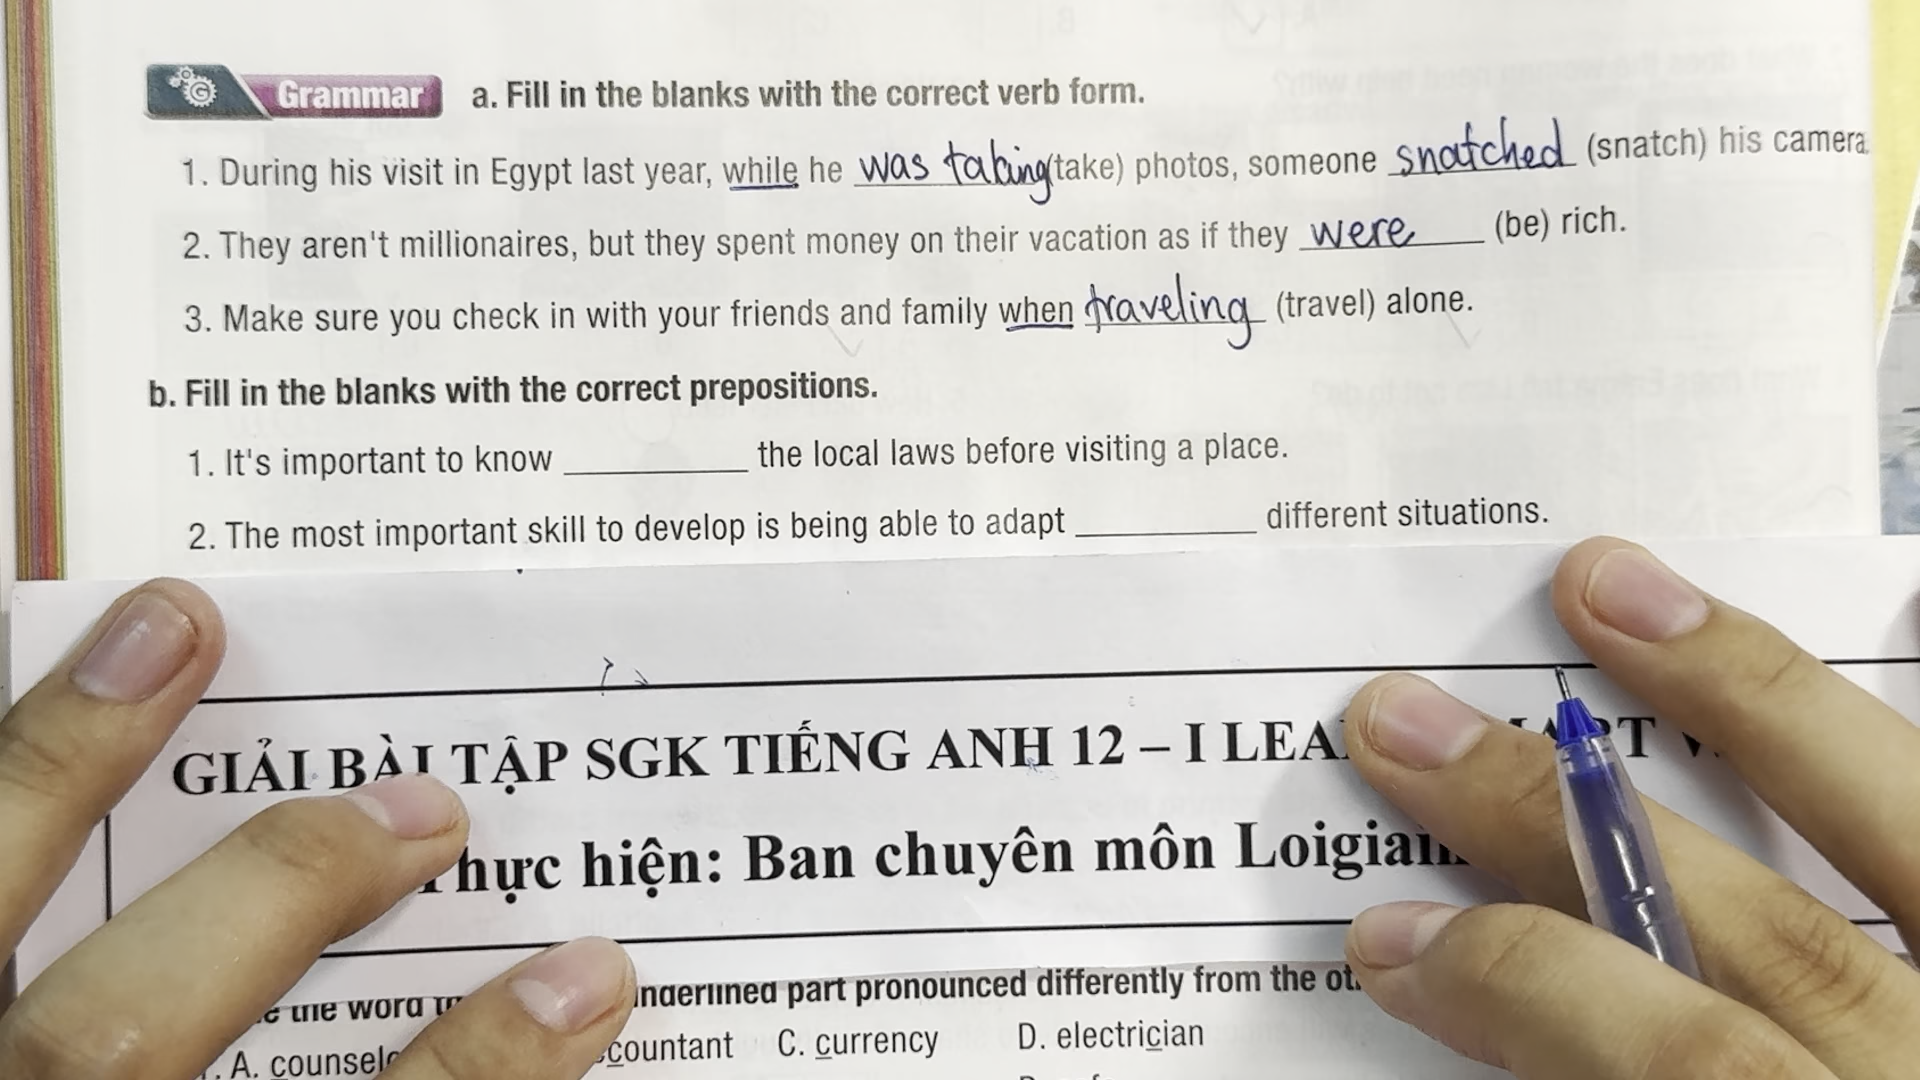 Grammar a. Fill in the blanks with the correct verb form.
1. During his visit in Egypt last year, while he was taking (take) photos, someone snatched (snatch) his camera
2. They aren't millionaires, but they spent money on their vacation as if they were (be) rich.
3. Make sure you check in with your friends and family when traveling (travel) alone.
b. Fill in the blanks with the correct prepositions.
1. It's important to know __________ the local laws before visiting a place.
2. The most important skill to develop is being able to adapt __________ different situations.
GIẢI BÀI TẬP SGK TIẾNG ANH 12 – I
hực hiện: Ban chuyên môn Loigiai
the word underlined part pronounced differently from the
A. countant C. currency D. electrician